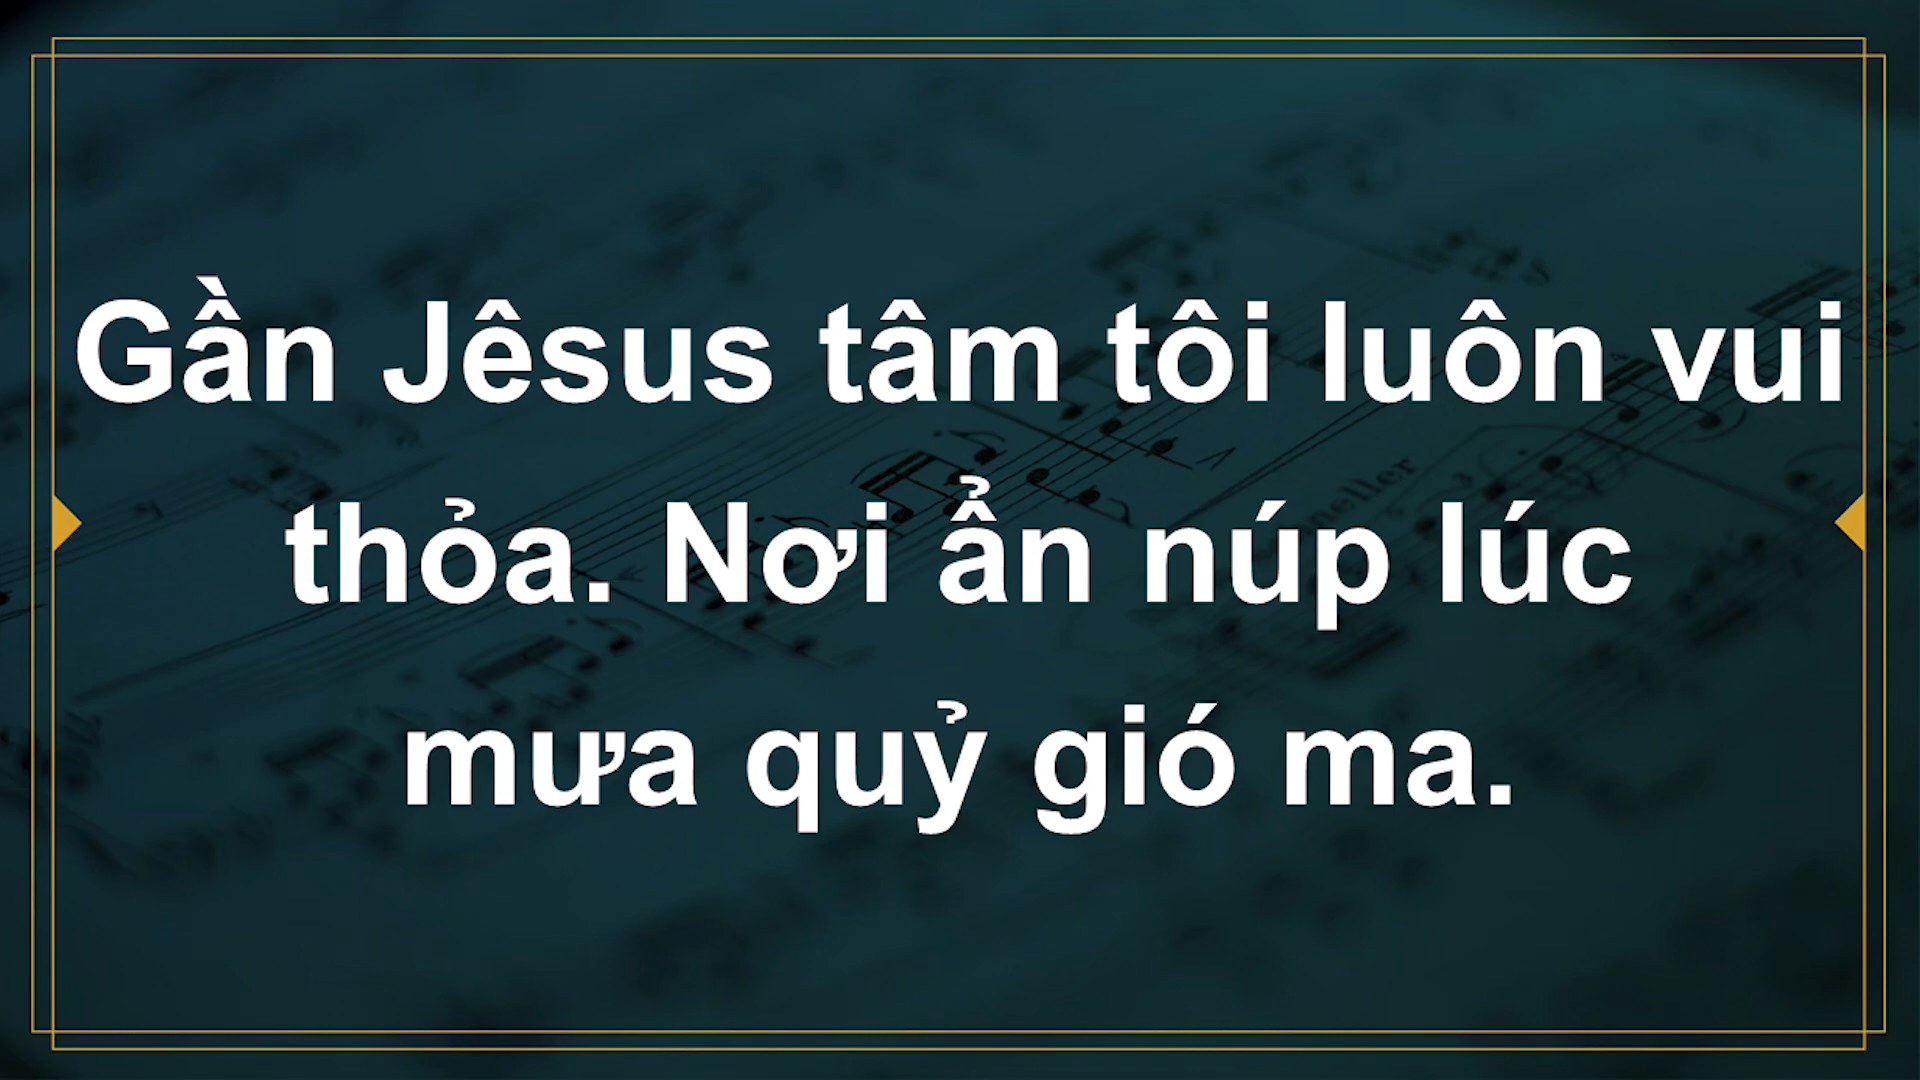 Gần Jêsus tâm tôi luôn vui
thỏa. Nơi ẩn núp lúc
mưa quỷ gió ma.